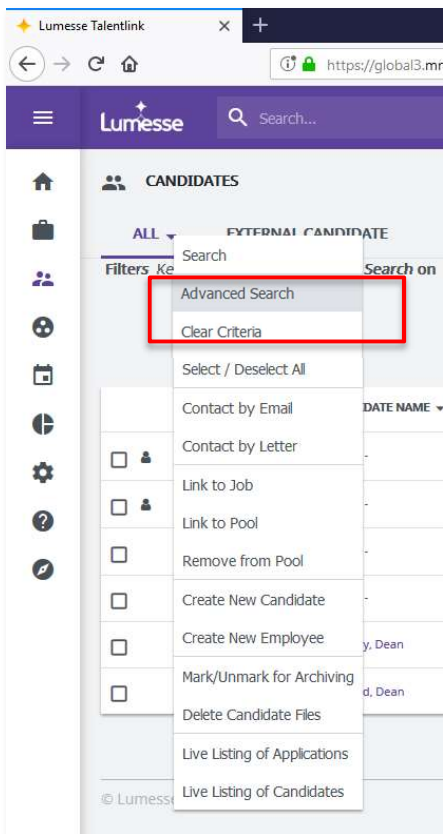 Lumesse Talentlink
https://global3.mr
Lumesse
Search...
CANDIDATES
ALL
EXTERNAL CANDIDATE
Filters
Search on
Search
Advanced Search
Clear Criteria
Select / Deselect All
Contact by Email
DATE NAME
Contact by Letter
Link to Job
Link to Pool
Remove from Pool
Create New Candidate
Create New Employee
y, Dean
Mark/Unmark for Archiving
d, Dean
Delete Candidate Files
Live Listing of Applications
Live Listing of Candidates
© Lumesse